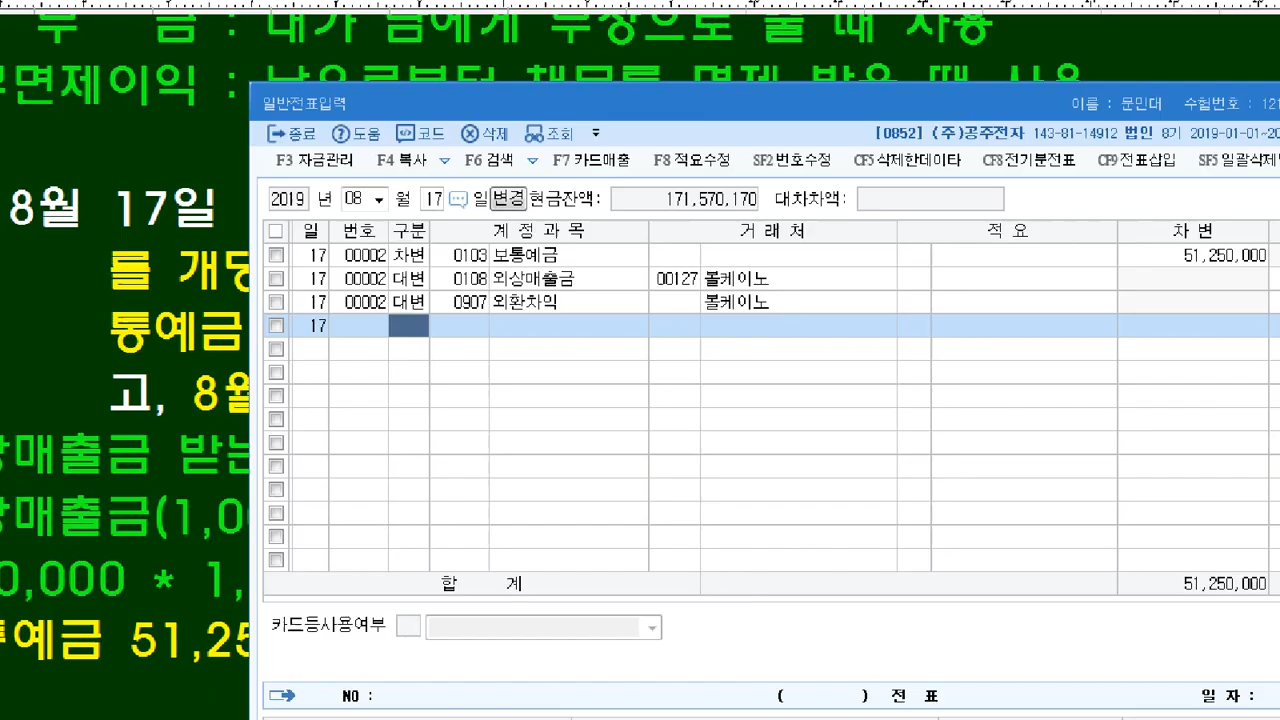 금 : 내가 남에게 무상으로 줄 때 사용
면제이익 :
8월 17일
를 개
통예금
고, 8월
매출금 받는
매출금(1,0
0,000 * 1,
예금 51,25
일반전표입력
이름 : 문민대 수험번호 : 121
종료 도움 코드 삭제 조회
[0852] (주)공주전자 143-81-14912 법인 8기 2019-01-01~20
F3 자금관리 F4 복사 F6 검색 F7 카드매출 F8 적요수정 SF2 번호수정 CF5 삭제한데이타 CF8 전기분전표 CF9 전표삽입 SF5 일괄삭제
2019 년 08 월 17 일 변경 현금잔액: 171,570,170 대차차액:
일 번호 구분 계 정 과 목 거 래 처 적 요 차 변
17 00002 차변 0103 보통예금 51,250,000
17 00002 대변 0108 외상매출금 00127 볼케이노
17 00002 대변 0907 외환차익 볼케이노
17
합 계 51,250,000
카드등사용여부
NO : ( ) 전 표 일 자 :